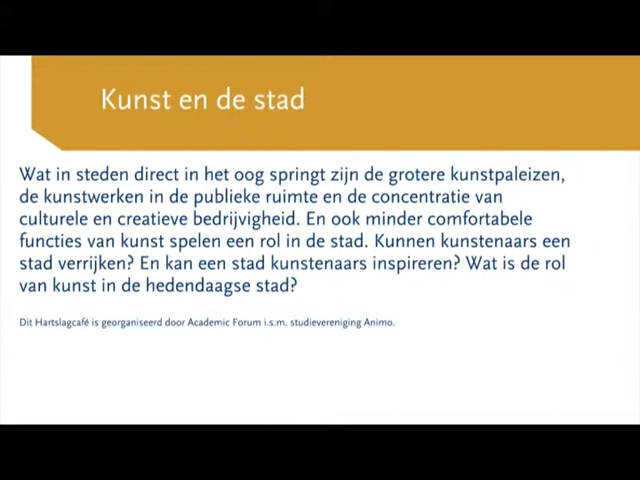 Kunst en de stad
Wat in steden direct in het oog springt zijn de grotere kunstpaleizen,
de kunstwerken in de publieke ruimte en de concentratie van
culturele en creatieve bedrijvigheid. En ook minder comfortabele
functies van kunst spelen een rol in de stad. Kunnen kunstenaars een
stad verrijken? En kan een stad kunstenaars inspireren? Wat is de rol
van kunst in de hedendaagse stad?
Dit Hartslagcafé is georganiseerd door Academic Forum i.s.m. studievereniging Animo.